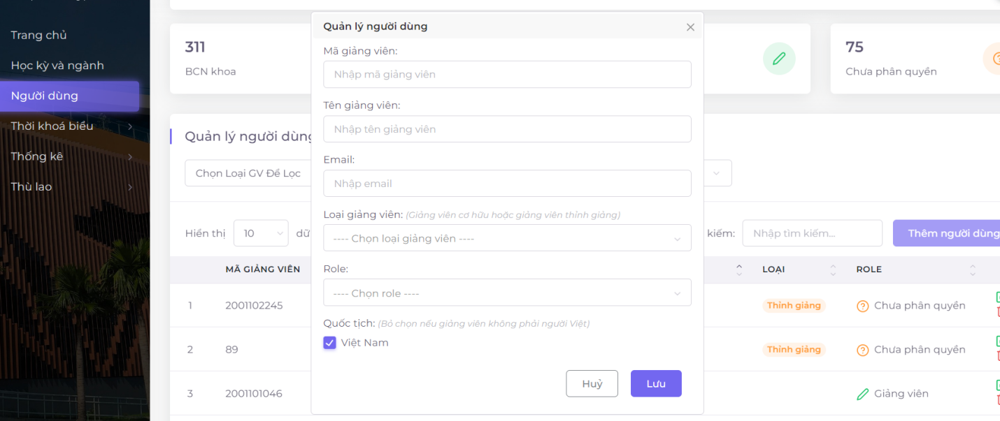 Trang chủ
Học kỳ và ngành
Người dùng
Thời khoá biểu
Thống kê
Thù lao
311
BCN khoa
75
Chưa phân quyền
Quản lý người dùng
Chọn Loại GV Để Lọc
Hiển thị 10
kiếm: Nhập tìm kiếm...
Thêm người dùng
MÃ GIẢNG VIÊN LOẠI ROLE
1 2001102245 Thỉnh giảng Chưa phân quyền
2 89 Thỉnh giảng Chưa phân quyền
3 2001101046 Giảng viên
Quản lý người dùng
Mã giảng viên:
Nhập mã giảng viên
Tên giảng viên:
Nhập tên giảng viên
Email:
Nhập email
Loại giảng viên: (Giảng viên cơ hữu hoặc giảng viên thỉnh giảng)
---- Chọn loại giảng viên ----
Role:
---- Chọn role ----
Quốc tịch: (Bỏ chọn nếu giảng viên không phải người Việt)
Việt Nam
Huỷ
Lưu